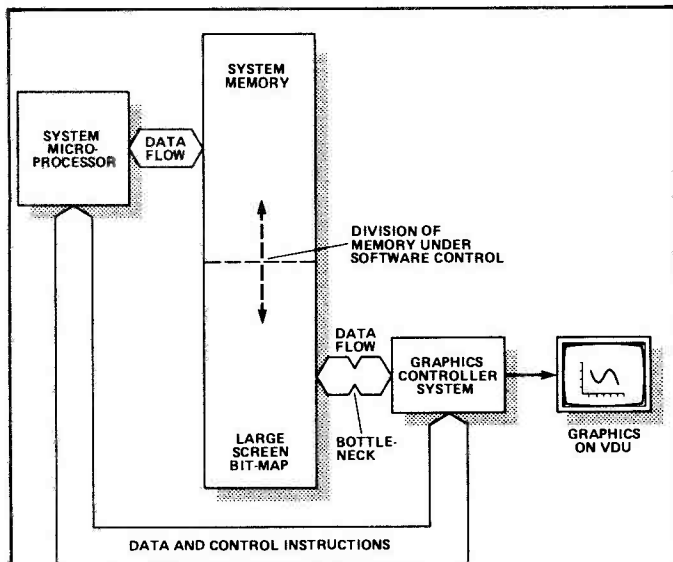 SYSTEM
MEMORY
SYSTEM
MICRO-
PROCESSOR
DATA
FLOW
DIVISION OF
MEMORY UNDER
SOFTWARE CONTROL
DATA
FLOW
GRAPHICS
CONTROLLER
SYSTEM
LARGE
SCREEN
BIT-MAP
BOTTLE-
NECK
GRAPHICS
ON VDU
DATA AND CONTROL INSTRUCTIONS